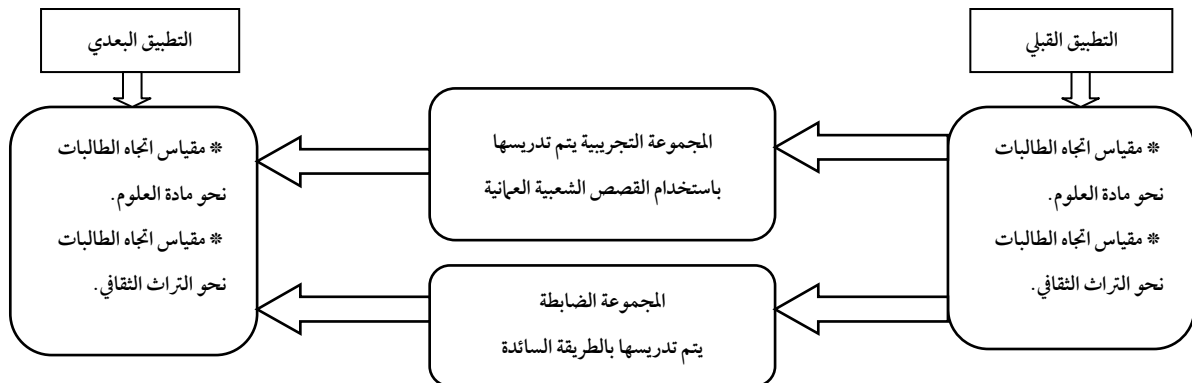 التطبيق القبلي
* مقياس اتجاه الطالبات
نحو مادة العلوم.
* مقياس اتجاه الطالبات
نحو التراث الثقافي.
المجموعة التجريبية يتم تدريسها
باستخدام القصص الشعبية العمانية
المجموعة الضابطة
يتم تدريسها بالطريقة السائدة
التطبيق البعدي
* مقياس اتجاه الطالبات
نحو مادة العلوم.
* مقياس اتجاه الطالبات
نحو التراث الثقافي.